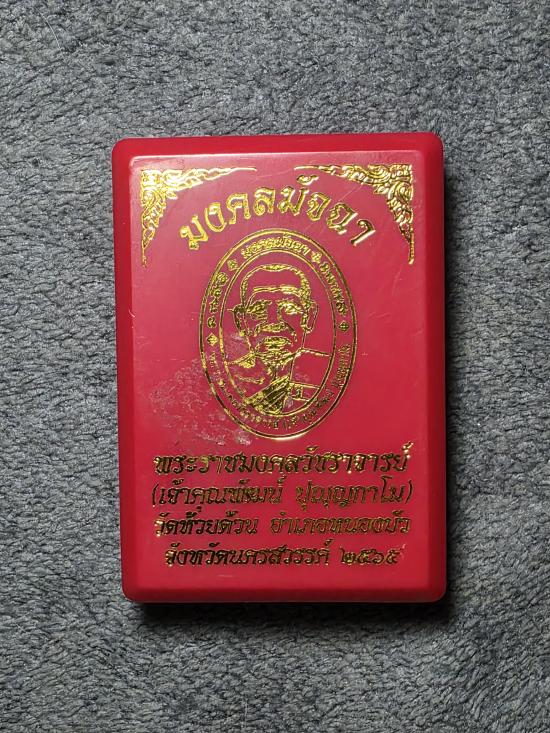 มงคลมัจฉา
พระราชมงคลวัชราจารย์
(เจ้าคุณพัฒน์ ปุญฺญกาโม)
วัดห้วยด้วน อำเภอหนองบัว
จังหวัดนครสวรรค์ ๒๕๖๕